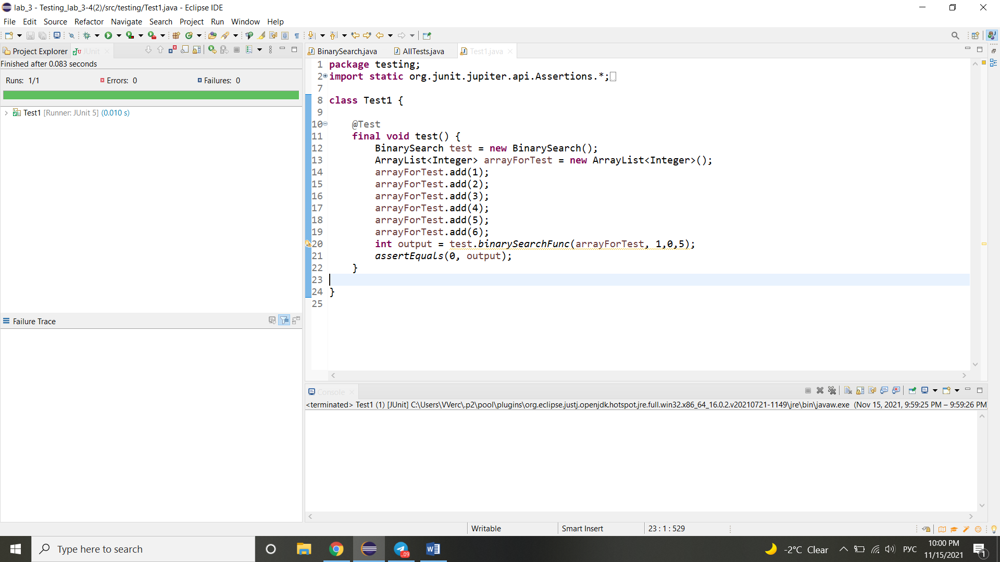 lab_3 - Testing_lab_3-4(2)/src/testing/Test1.java - Eclipse IDE
File Edit Source Refactor Navigate Search Project Run Window Help
Project Explorer JUnit
Finished after 0.083 seconds
Runs: 1/1 Errors: 0 Failures: 0
Test1 [Runner: JUnit 5] (0.010 s)
Failure Trace
BinarySearch.java AllTests.java Test1.java
1 package testing;
2 import static org.junit.jupiter.api.Assertions.*;
7
8 class Test1 {
9
10 @Test
11 final void test() {
12 BinarySearch test = new BinarySearch();
13 ArrayList<Integer> arrayForTest = new ArrayList<Integer>();
14 arrayForTest.add(1);
15 arrayForTest.add(2);
16 arrayForTest.add(3);
17 arrayForTest.add(4);
18 arrayForTest.add(5);
19 arrayForTest.add(6);
20 int output = test.binarySearchFunc(arrayForTest, 1,0,5);
21 assertEquals(0, output);
22 }
23
24 }
25
Console
<terminated> Test1 (1) [JUnit] C:\Users\VVerc\.p2\pool\plugins\org.eclipse.justj.openjdk.hotspot.jre.full.win32.x86_64_16.0.2.v20210721-1149\jre\bin\javaw.exe (Nov 15, 2021, 9:59:25 PM – 9:59:26 PM
Writable Smart Insert 23 : 1 : 529
Type here to search
..09
-2°C Clear
РУС
10:00 PM
11/15/2021
1